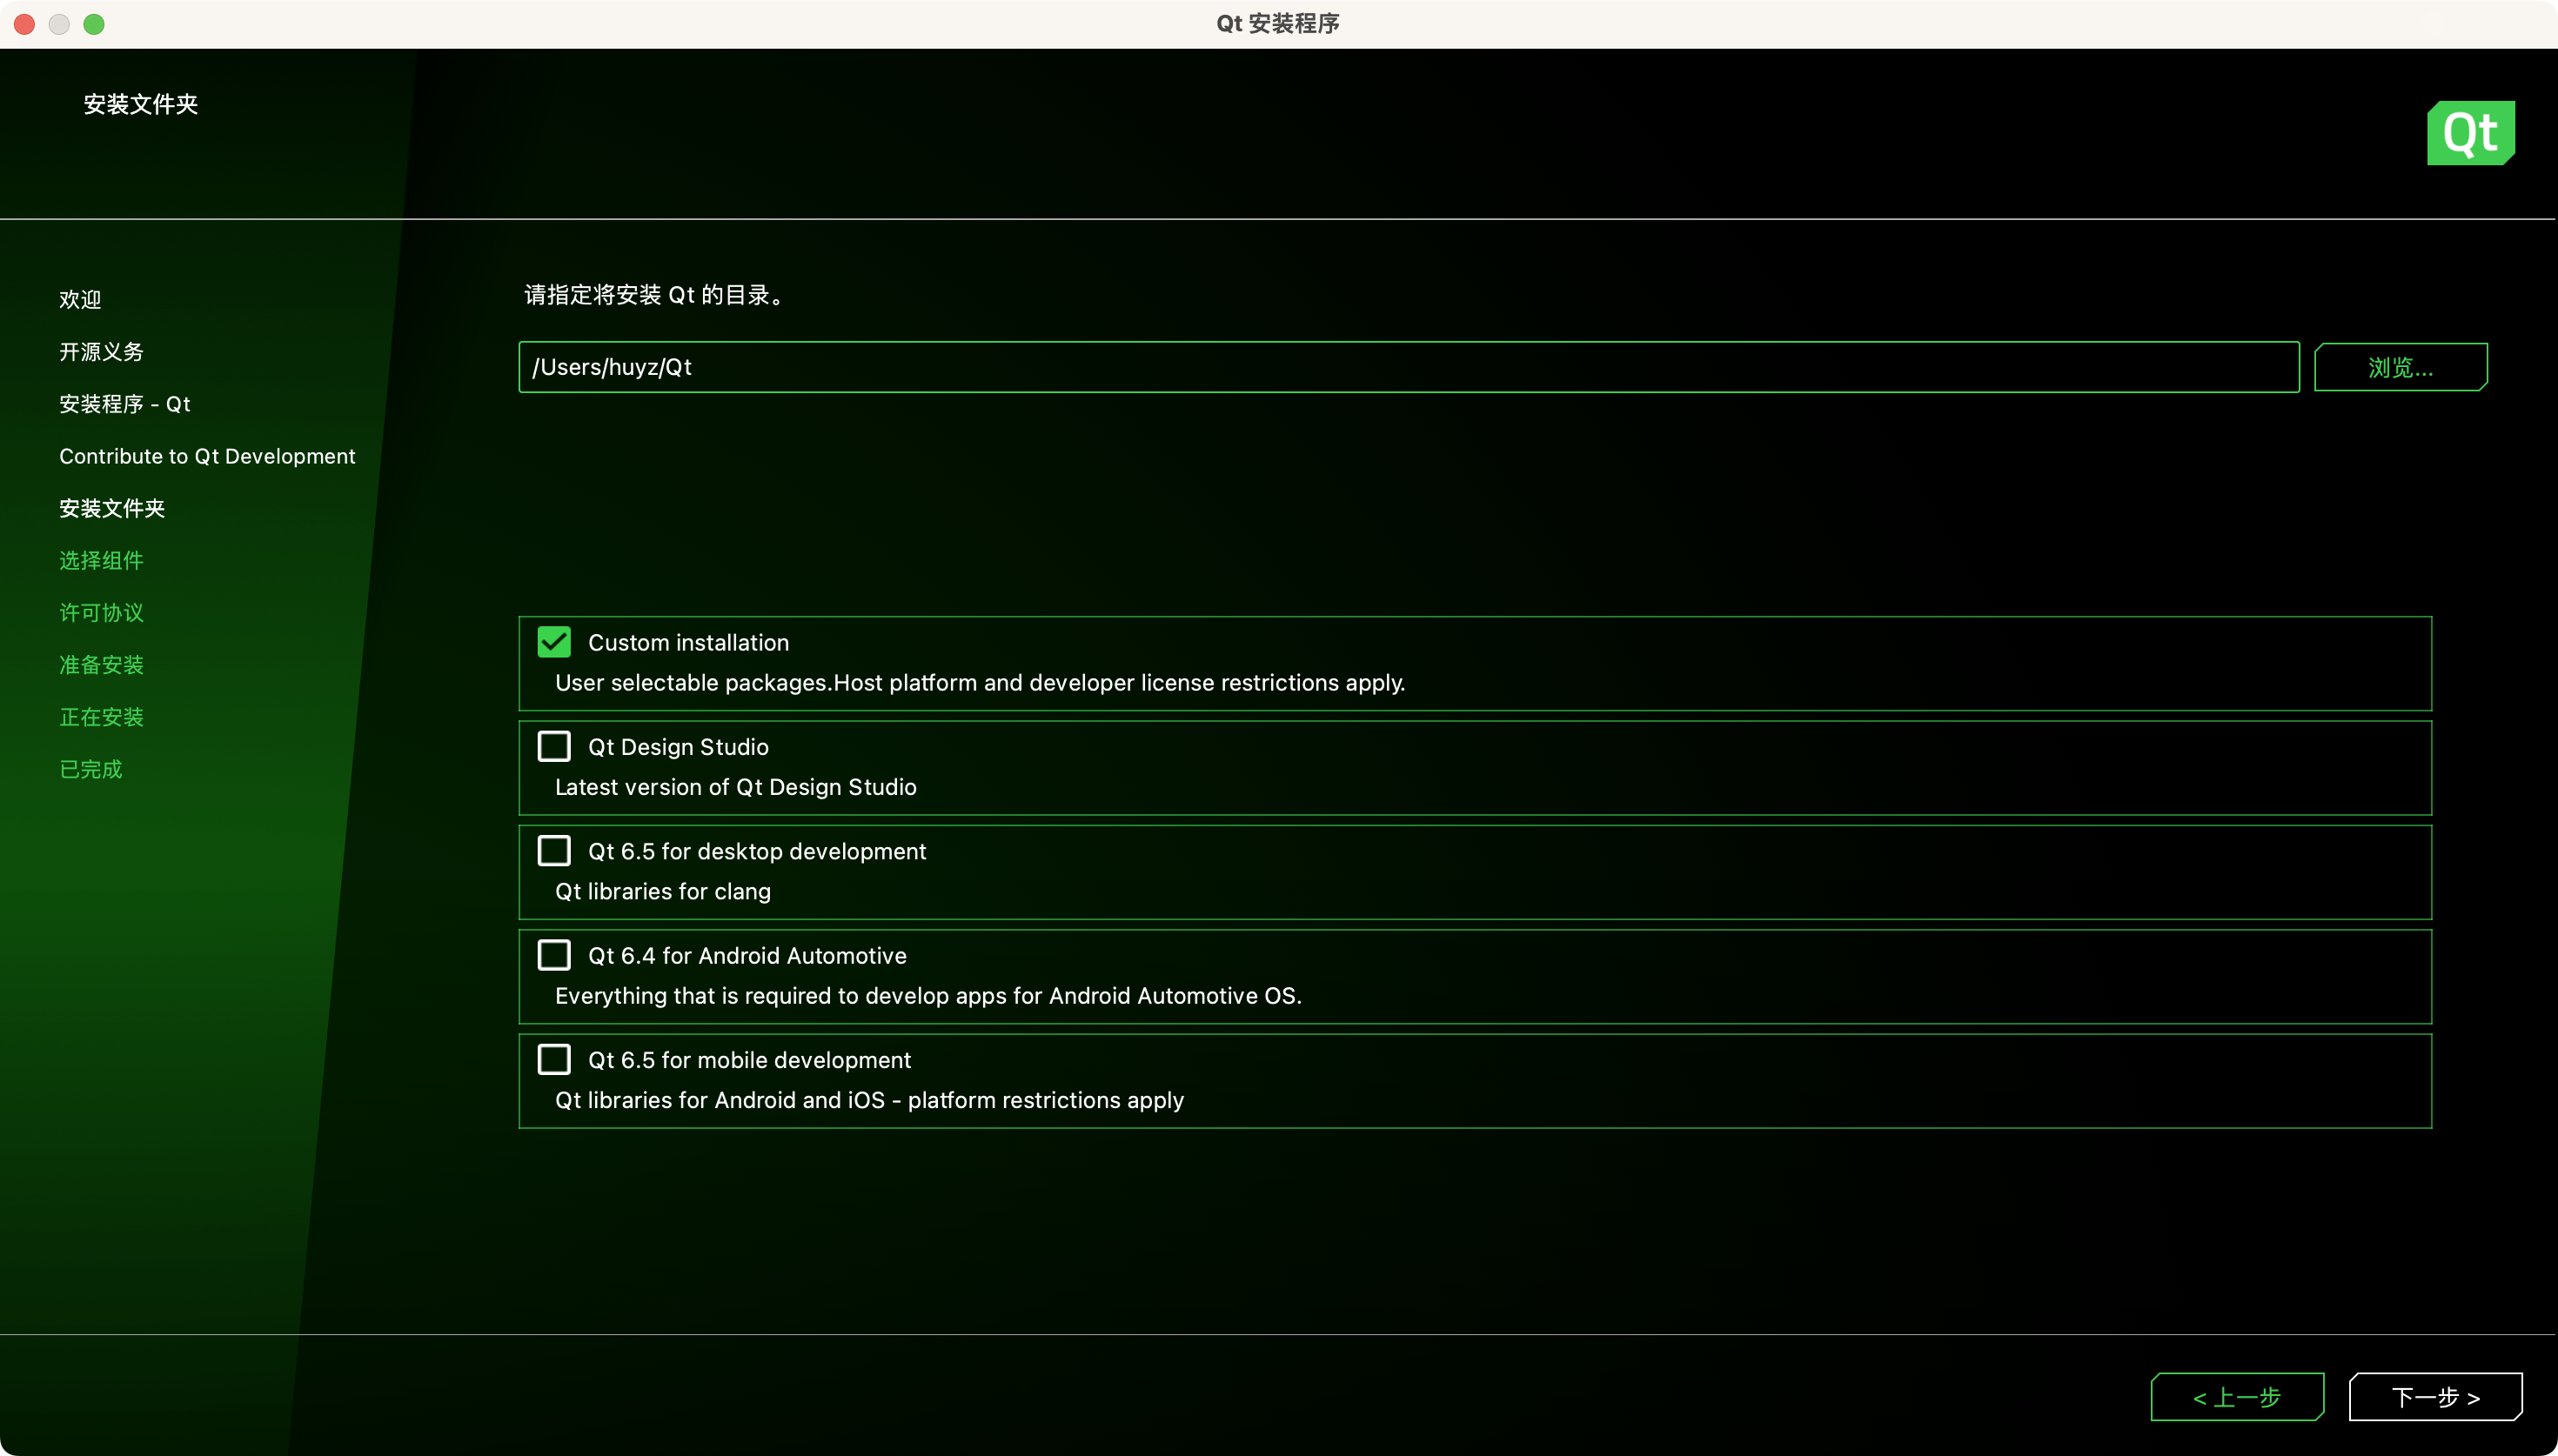 Qt 安装程序
安装文件夹
Qt
欢迎
开源义务
安装程序 - Qt
Contribute to Qt Development
安装文件夹
选择组件
许可协议
准备安装
正在安装
已完成
请指定将安装 Qt 的目录。
/Users/huyz/Qt
浏览...
Custom installation
User selectable packages.Host platform and developer license restrictions apply.
Qt Design Studio
Latest version of Qt Design Studio
Qt 6.5 for desktop development
Qt libraries for clang
Qt 6.4 for Android Automotive
Everything that is required to develop apps for Android Automotive OS.
Qt 6.5 for mobile development
Qt libraries for Android and iOS - platform restrictions apply
< 上一步
下一步 >